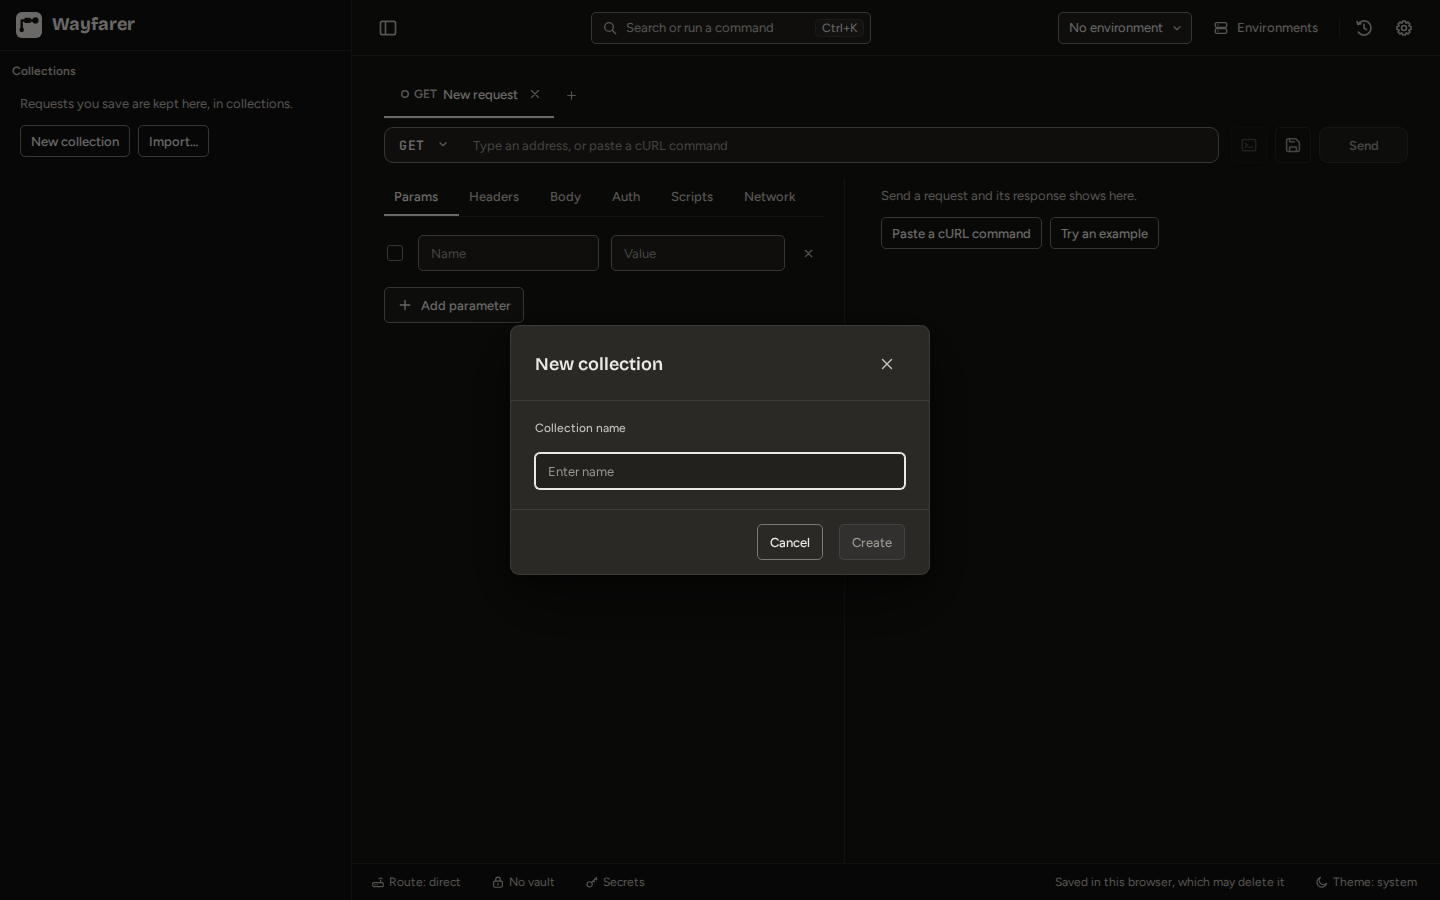 Wayfarer
Search or run a command Ctrl+K
No environment
Environments
Collections
Requests you save are kept here, in collections.
New collection
Import...
GET New request
GET Type an address, or paste a cURL command
Send
Params Headers Body Auth Scripts Network
Name Value
Add parameter
Send a request and its response shows here.
Paste a cURL command
Try an example
New collection
Collection name
Enter name
Cancel Create
Route: direct
No vault
Secrets
Saved in this browser, which may delete it
Theme: system